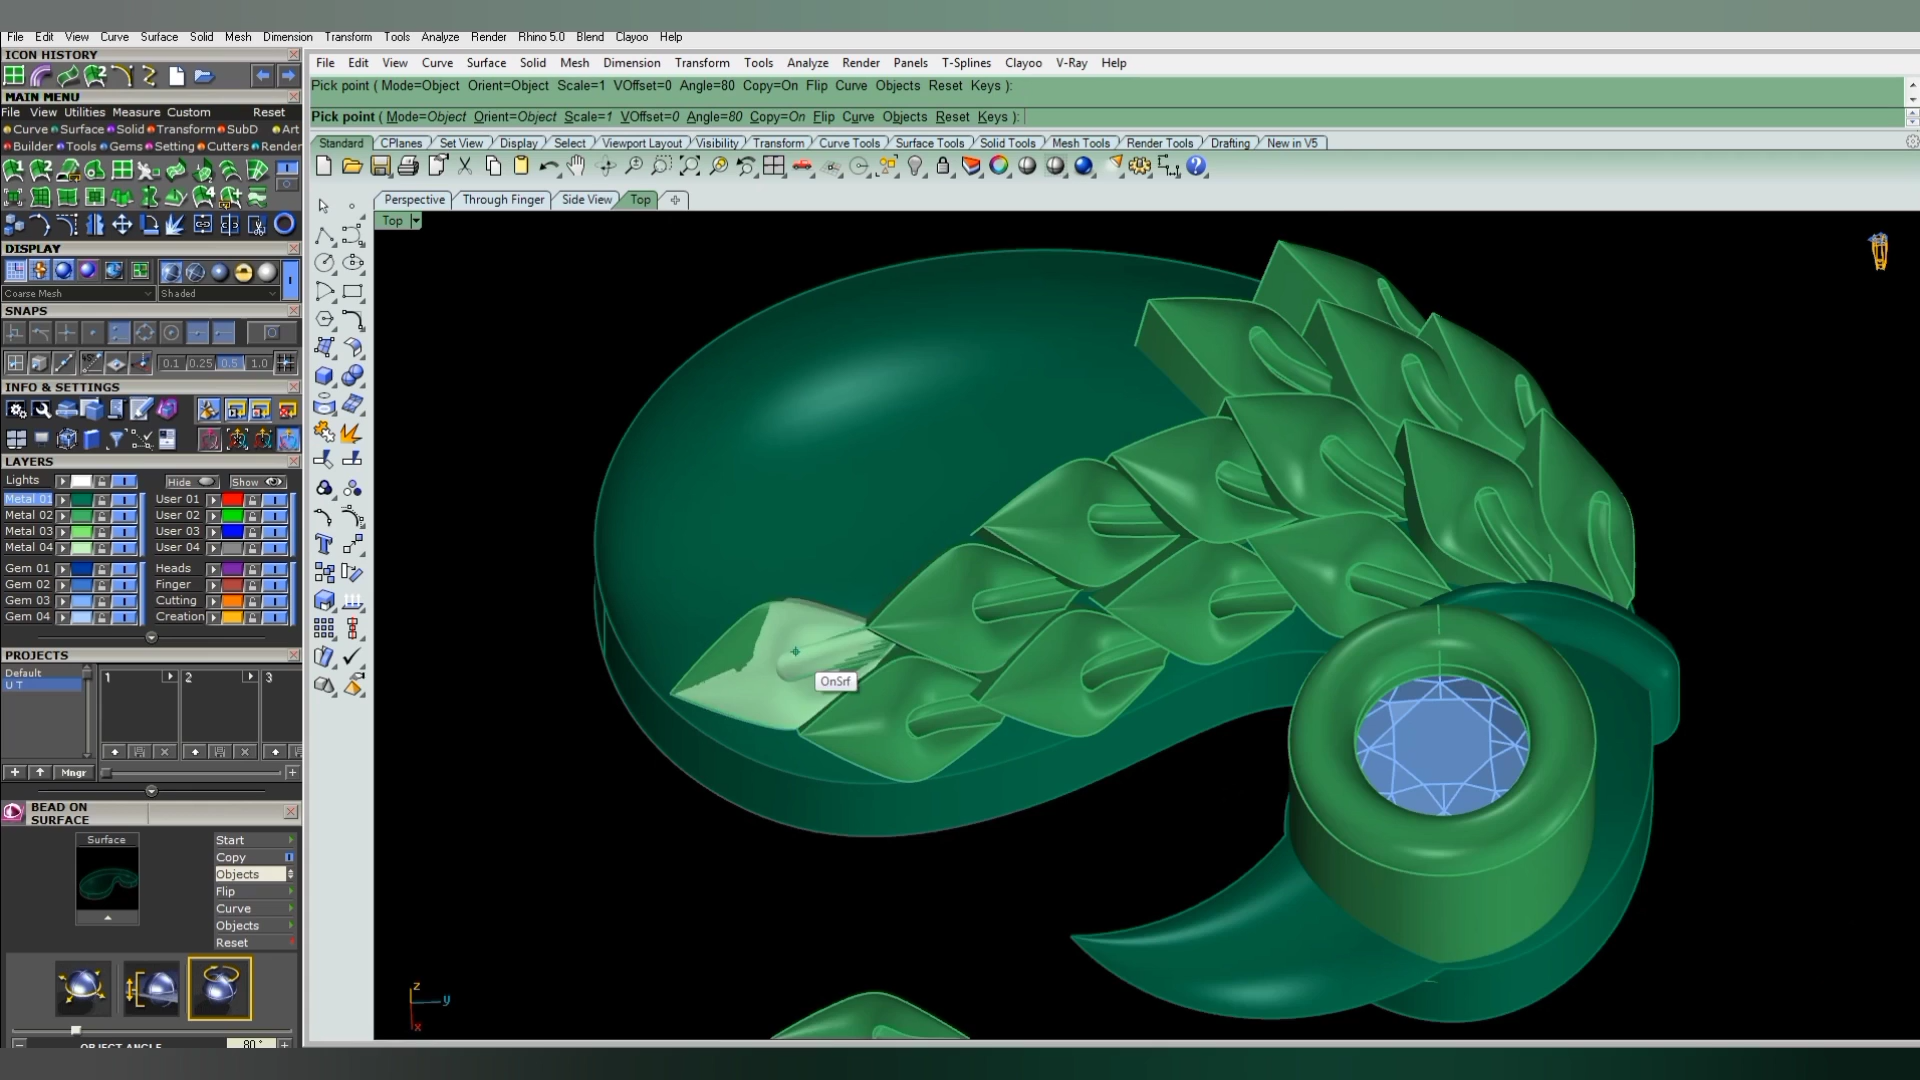 File Edit View Curve Surface Solid Mesh Dimension Transform Tools Analyze Render Rhino 5.0 Blend Clayoo Help
ICON HISTORY
MAIN MENU
File View Utilities Measure Custom Reset
Curve Surface Solid Transform SubD Art
Builder Tools Gems Setting Cutters Render
DISPLAY
Coarse Mesh Shaded
SNAPS
0.1 0.25 0.5 1.0
INFO & SETTINGS
LAYERS
Lights Hide Show
Metal 01 User 01
Metal 02 User 02
Metal 03 User 03
Metal 04 User 04
Gem 01 Heads
Gem 02 Finger
Gem 03 Cutting
Gem 04 Creation
PROJECTS
Default
U T
1 2 3
Mngr
BEAD ON
SURFACE
Surface
Start
Copy
Objects
Flip
Curve
Objects
Reset
OBJECT ANGLE 80°
File Edit View Curve Surface Solid Mesh Dimension Transform Tools Analyze Render Panels T-Splines Clayoo V-Ray Help
Pick point ( Mode=Object Orient=Object Scale=1 VOffset=0 Angle=80 Copy=On Flip Curve Objects Reset Keys ):
Pick point ( Mode=Object Orient=Object Scale=1 VOffset=0 Angle=80 Copy=On Flip Curve Objects Reset Keys ):
Standard CPlanes Set View Display Select Viewport Layout Visibility Transform Curve Tools Surface Tools Solid Tools Mesh Tools Render Tools Drafting New in V5
Perspective Through Finger Side View Top
Top
OnSrf
z
y
x